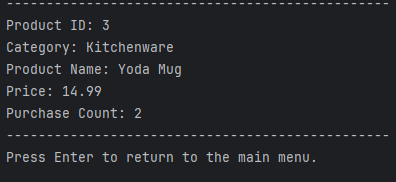 ------------------------------------------------
Product ID: 3
Category: Kitchenware
Product Name: Yoda Mug
Price: 14.99
Purchase Count: 2
------------------------------------------------
Press Enter to return to the main menu.